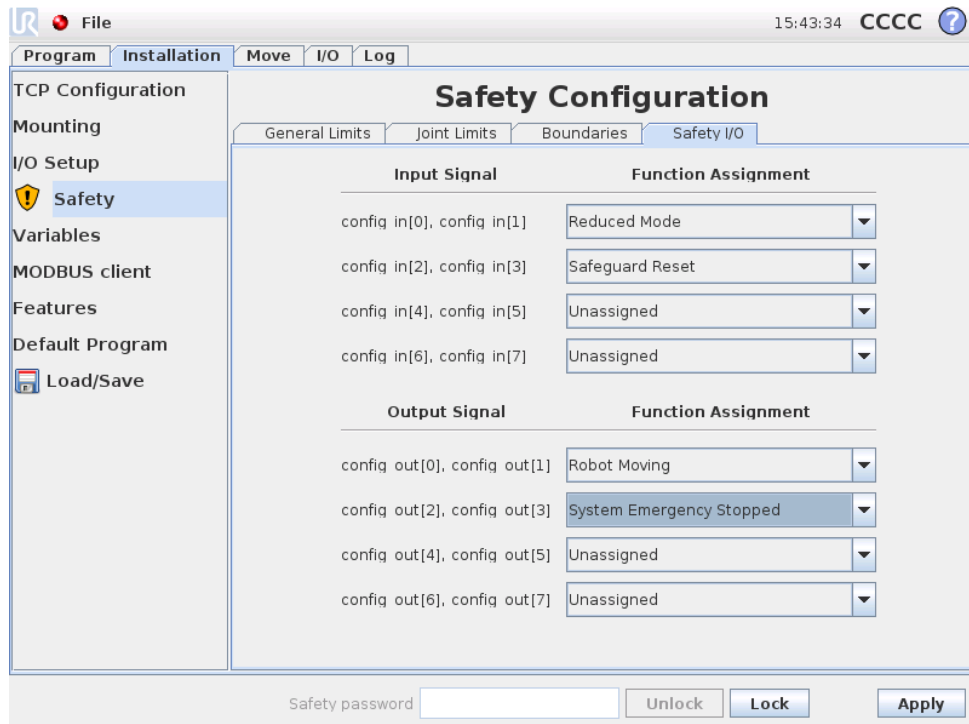 UR File 15:43:34 CCCC ?
Program Installation Move I/O Log
TCP Configuration
Mounting
I/O Setup
Safety
Variables
MODBUS client
Features
Default Program
Load/Save
Safety Configuration
General Limits Joint Limits Boundaries Safety I/O
Input Signal Function Assignment
config in[0], config in[1] Reduced Mode
config in[2], config in[3] Safeguard Reset
config in[4], config in[5] Unassigned
config in[6], config in[7] Unassigned
Output Signal Function Assignment
config out[0], config out[1] Robot Moving
config out[2], config out[3] System Emergency Stopped
config out[4], config out[5] Unassigned
config out[6], config out[7] Unassigned
Safety password Unlock Lock Apply